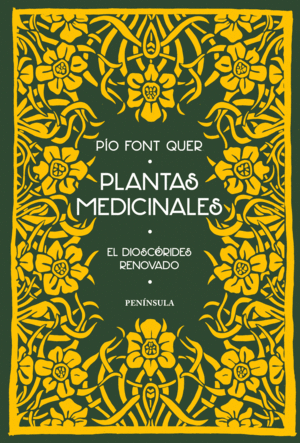 PÍO FONT QUER
PLANTAS
MEDICINALES
EL DIOSCÓRIDES
RENOVADO
PENÍNSULA